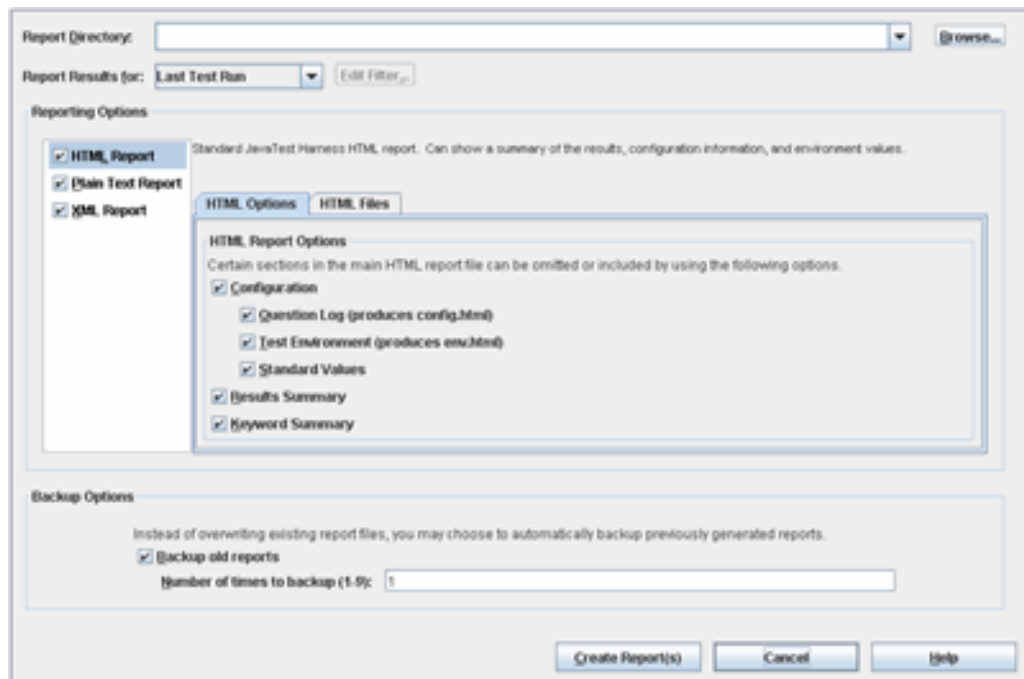 Report Directory:
Browse...
Report Results for: Last Test Run Edit Filter...
Reporting Options
HTML Report
Plain Text Report
XML Report
Standard JavaTest Harness HTML report. Can show a summary of the results, configuration information, and environment values.
HTML Options HTML Files
HTML Report Options
Certain sections in the main HTML report file can be omitted or included by using the following options.
Configuration
Question Log (produces config.html)
Test Environment (produces env.html)
Standard Values
Results Summary
Keyword Summary
Backup Options
Instead of overwriting existing report files, you may choose to automatically backup previously generated reports.
Backup old reports
Number of times to backup (1-9): 1
Create Report(s) Cancel Help